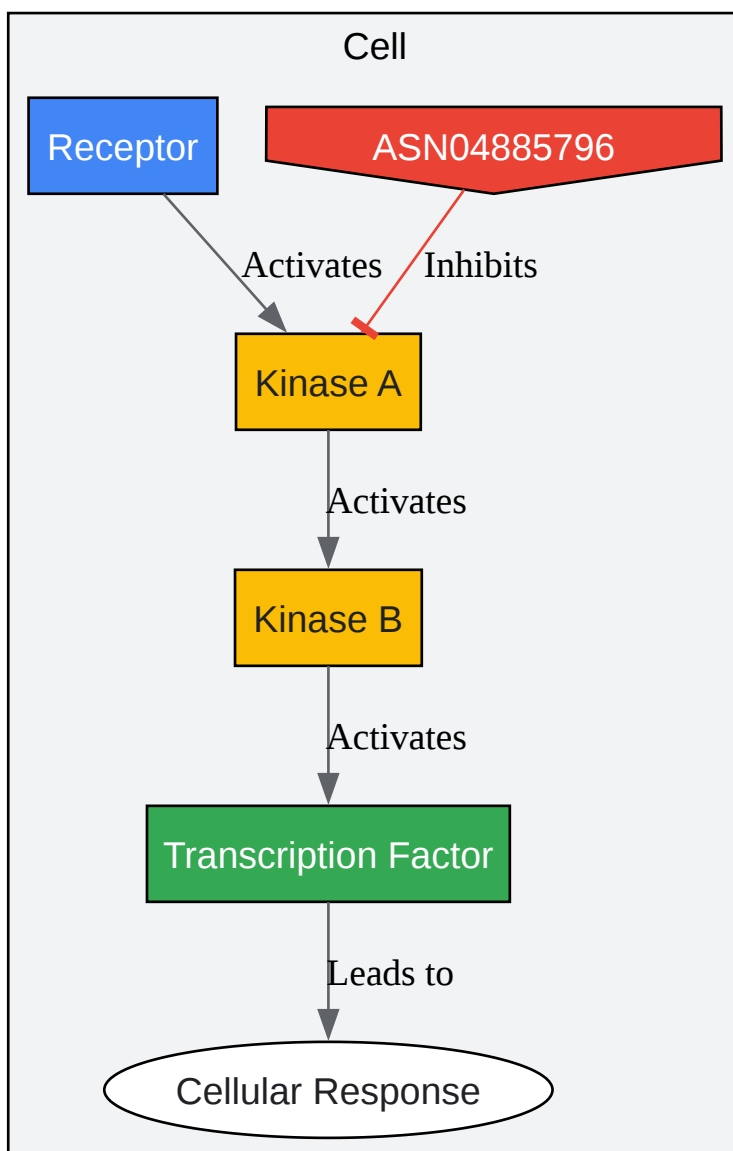 Cell
Receptor
ASN04885796
Activates
Inhibits
Kinase A
Activates
Kinase B
Activates
Transcription Factor
Leads to
Cellular Response